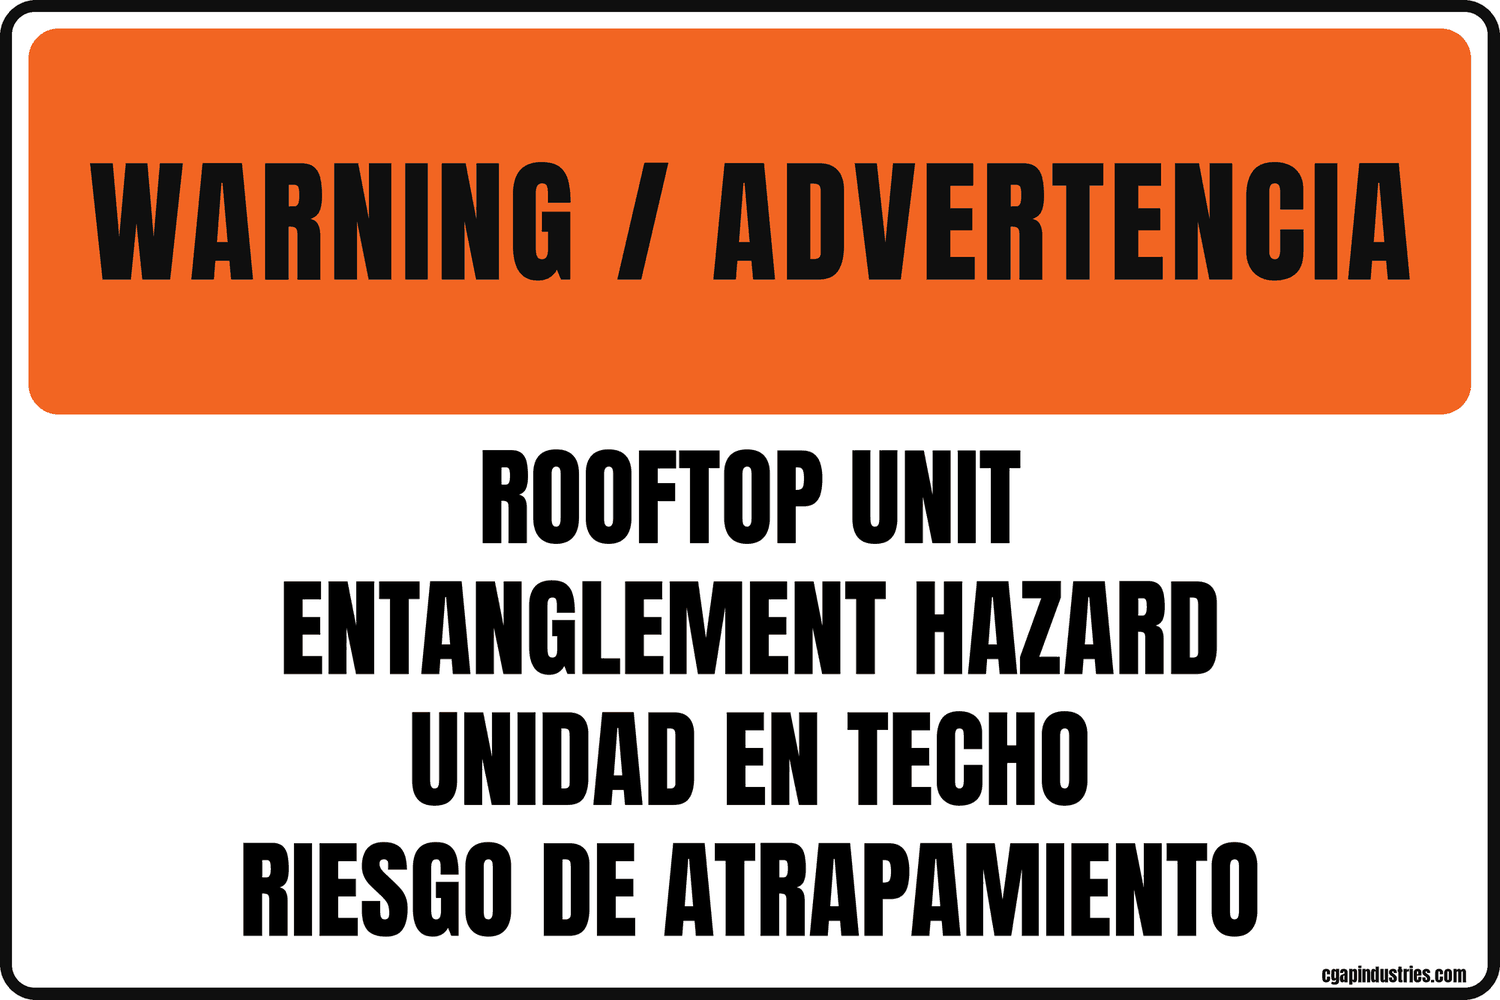 WARNING / ADVERTENCIA
ROOFTOP UNIT
ENTANGLEMENT HAZARD
UNIDAD EN TECHO
RIESGO DE ATRAPAMIENTO
cgapindustries.com